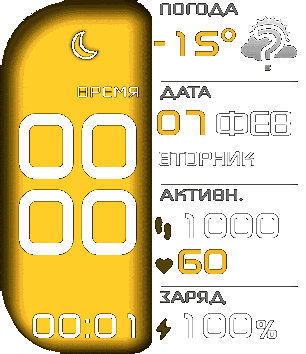 ВРЕМЯ
00
00
00:01
ПОГОДА
-15°
?
ДАТА
07 ФЕВ
ВТОРНИК
АКТИВН.
1000
60
ЗАРЯД
100%